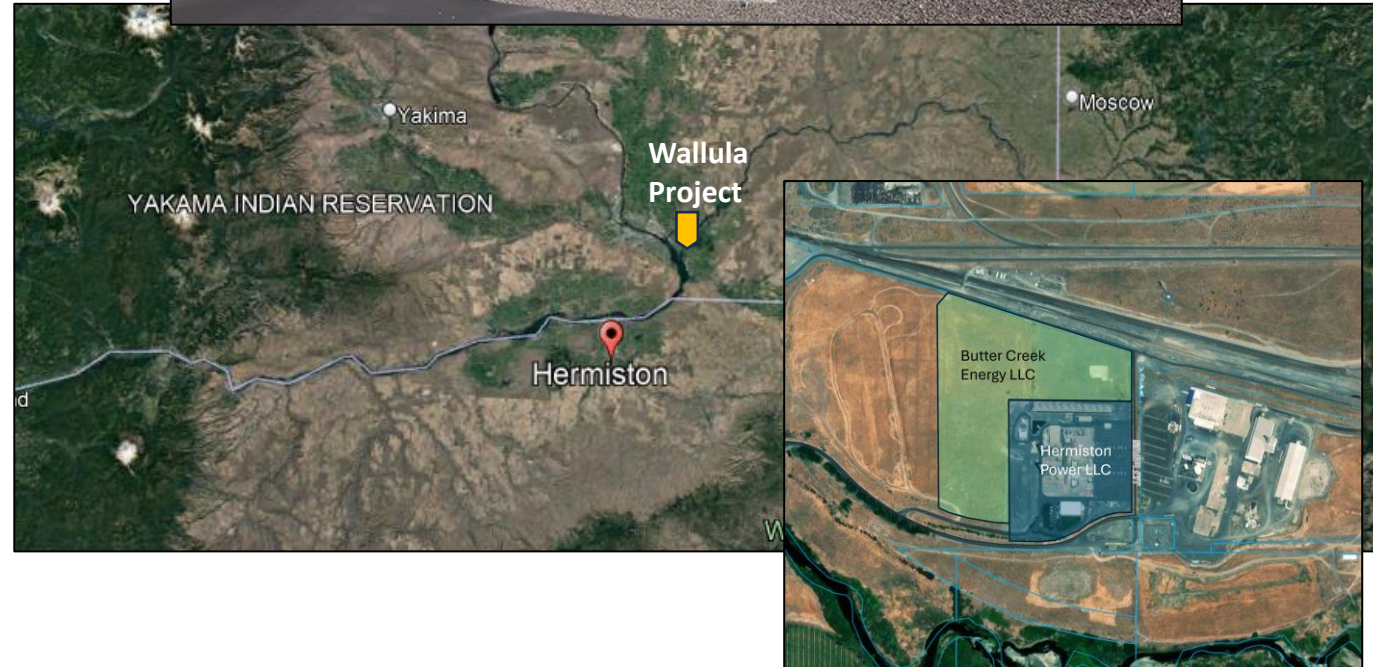 Yakima
Moscow
Wallula
Project
YAKAMA INDIAN RESERVATION
Hermiston
Butter Creek
Energy LLC
Hermiston
Power LLC
d
W